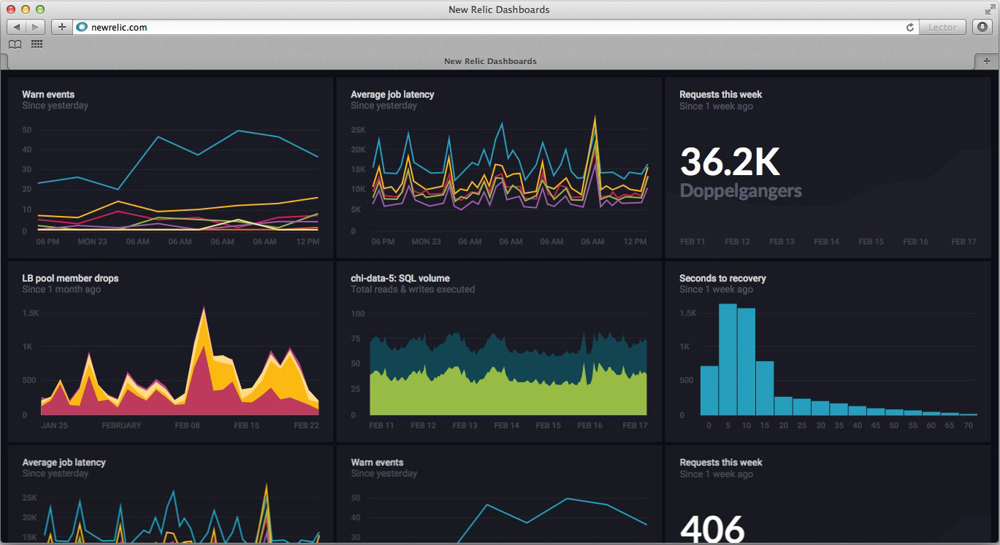 New Relic Dashboards
newrelic.com
Lector
New Relic Dashboards
Warn events
Since yesterday
50
40
30
20
10
0
06 PM MON 23 06 AM 06 AM 06 AM 06 AM 12 PM
Average job latency
Since yesterday
25K
20K
15K
10K
5K
0
06 PM MON 23 06 AM 06 AM 06 AM 06 AM 12 PM
Requests this week
Since 1 week ago
36.2K
Doppelgangers
FEB 11 FEB 12 FEB 13 FEB 14 FEB 15 FEB 16 FEB 17
LB pool member drops
Since 1 month ago
1.5K
1K
500
0
JAN 25 FEBRUARY FEB 08 FEB 15 FEB 22
chi-data-5: SQL volume
Total reads & writes executed
100
75
50
25
0
FEB 11 FEB 12 FEB 13 FEB 14 FEB 15 FEB 16 FEB 17
Seconds to recovery
Since 1 week ago
1.5K
1K
500
0
0 5 10 15 20 25 30 35 40 45 50 55 60 65 70
Average job latency
Since yesterday
25K
20K
15K
Warn events
Since yesterday
50
40
30
Requests this week
Since 1 week ago
406